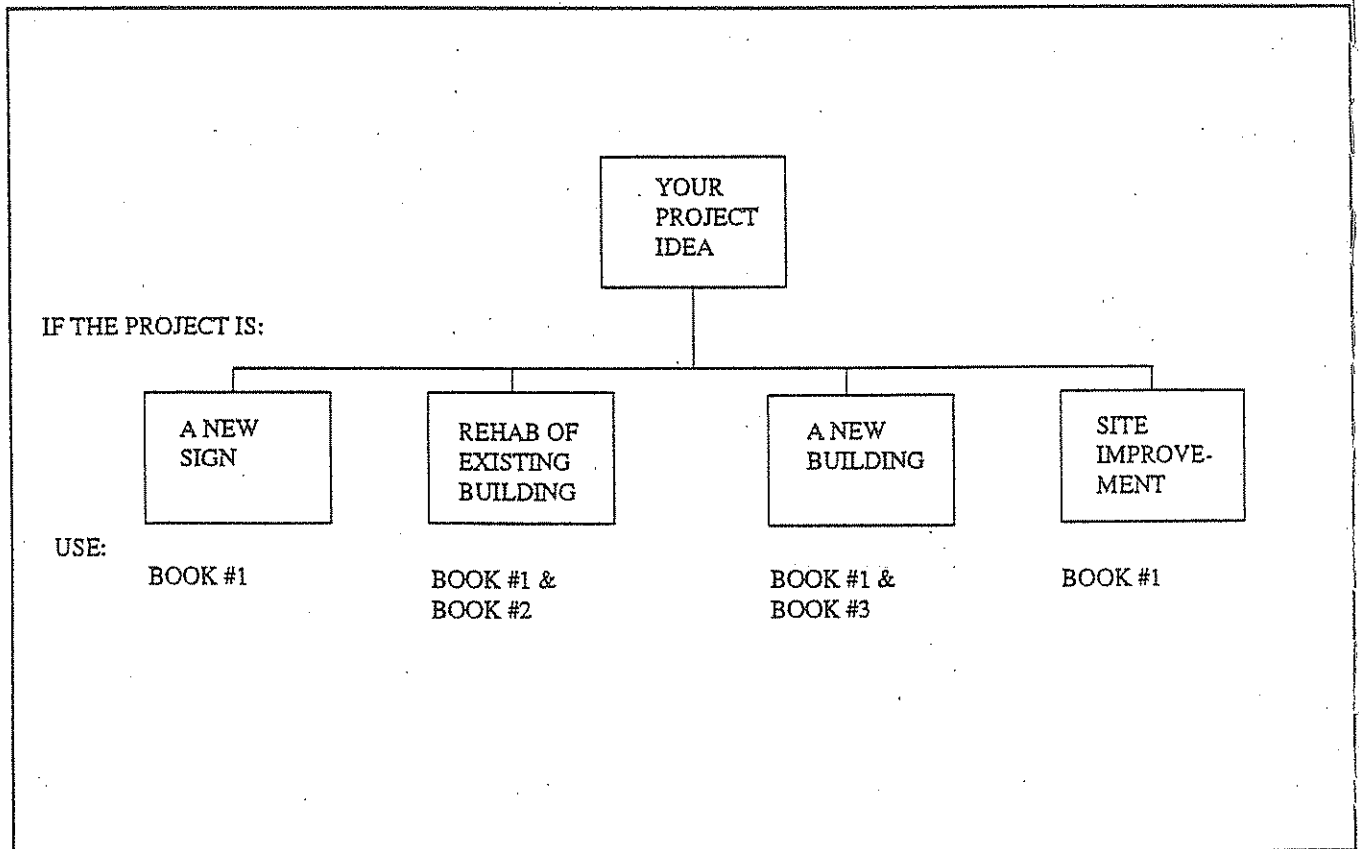 YOUR
PROJECT
IDEA
IF THE PROJECT IS:
A NEW
SIGN
REHAB OF
EXISTING
BUILDING
A NEW
BUILDING
SITE
IMPROVE-
MENT
USE:
BOOK #1
BOOK #1 &
BOOK #2
BOOK #1 &
BOOK #3
BOOK #1